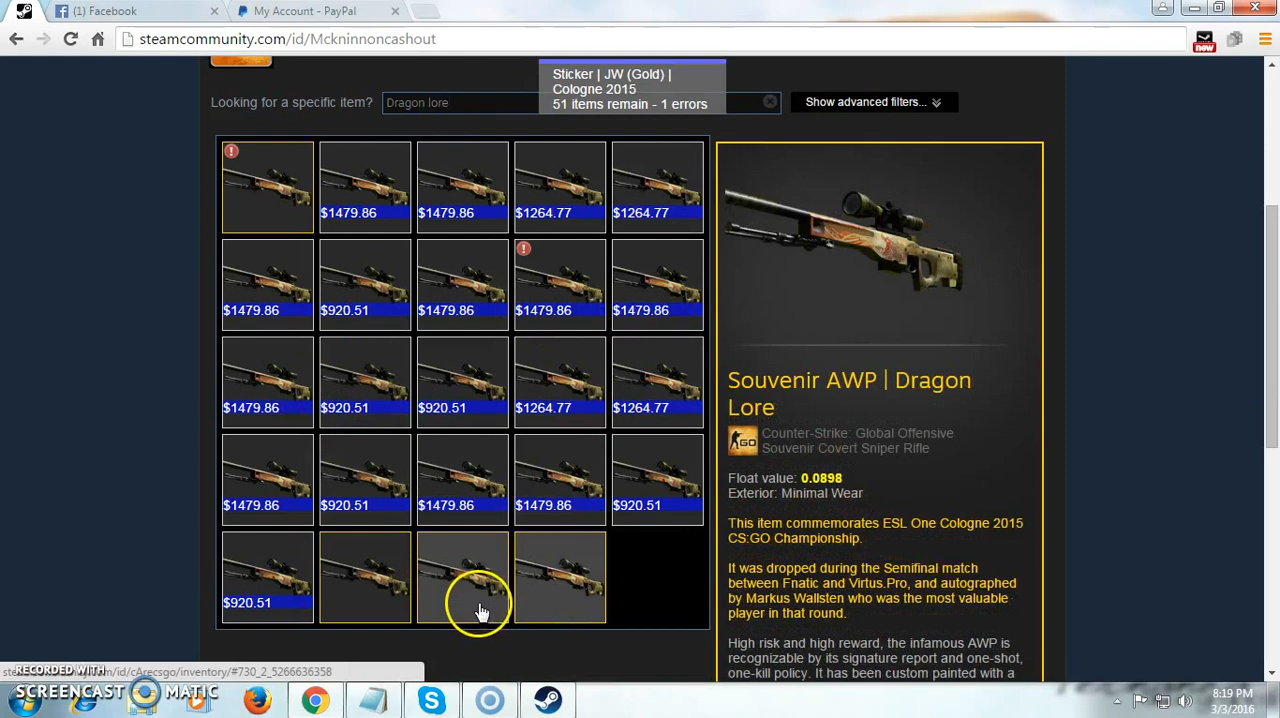 (1) Facebook
My Account - PayPal
steamcommunity.com/id/Mckninnoncashout
new
Sticker | JW (Gold) |
Cologne 2015
51 items remain - 1 errors
Looking for a specific item?
Dragon lore
Show advanced filters...
$1479.86 $1479.86 $1264.77 $1264.77
$1479.86 $920.51 $1479.86 $1479.86 $1479.86
$1479.86 $920.51 $920.51 $1264.77 $1264.77
$1479.86 $920.51 $1479.86 $1479.86 $920.51
$920.51
Souvenir AWP | Dragon
Lore
GO
Counter-Strike: Global Offensive
Souvenir Covert Sniper Rifle
Float value: 0.0898
Exterior: Minimal Wear
This item commemorates ESL One Cologne 2015
CS:GO Championship.
It was dropped during the Semifinal match
between Fnatic and Virtus.Pro, and autographed
by Markus Wallsten who was the most valuable
player in that round.
High risk and high reward, the infamous AWP is
recognizable by its signature report and one-shot,
one-kill policy. It has been custom painted with a
/id/cArecsgo/inventory/#730_2_5266636358
RECORDED WITH
SCREENCAST MATIC
8:19 PM
3/3/2016